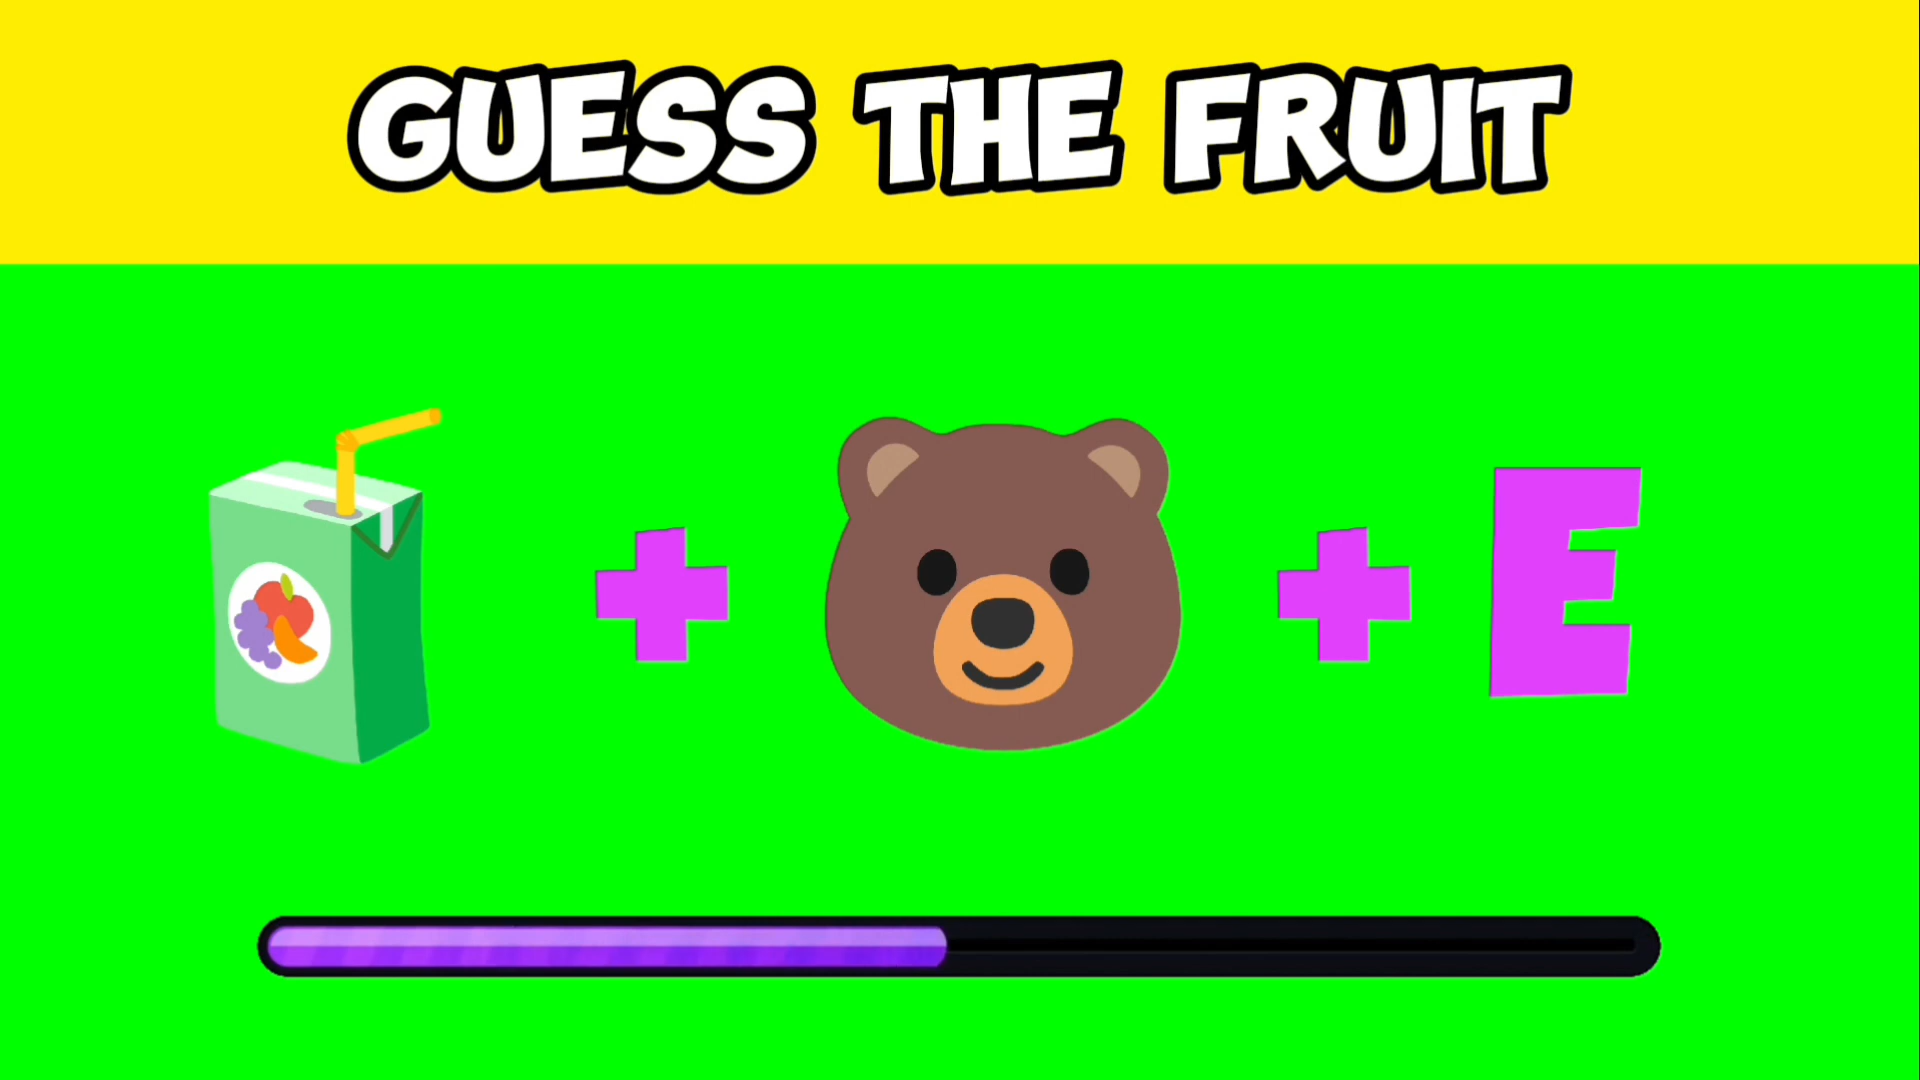 GUESS THE FRUIT
+ + E